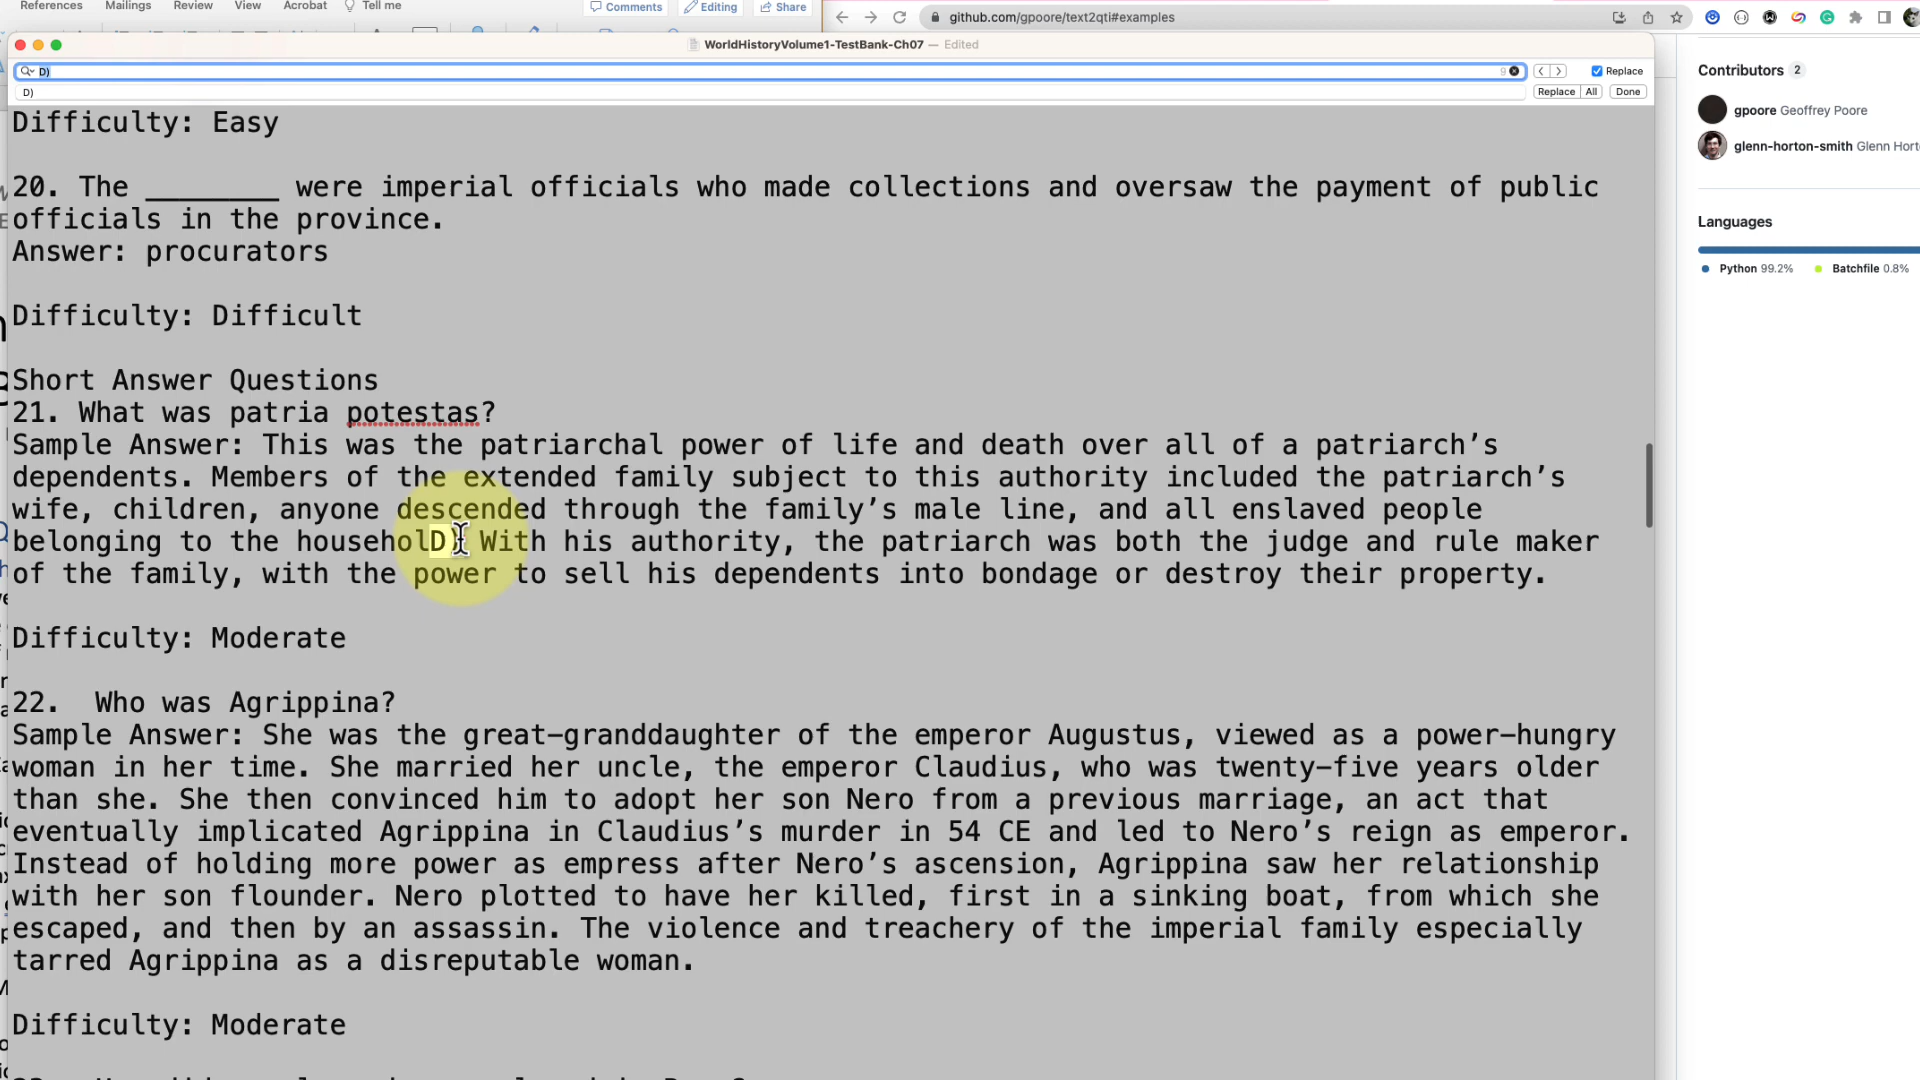 References Mailings Review View Acrobat Tell me
Comments Editing Share
github.com/gpoore/text2qti#examples
WorldHistoryVolume1-TestBank-Ch07 — Edited
D) 9 Replace
D) Replace All Done
Difficulty: Easy
20. The ________ were imperial officials who made collections and oversaw the payment of public
officials in the province.
Answer: procurators
Difficulty: Difficult
Short Answer Questions
21. What was patria potestas?
Sample Answer: This was the patriarchal power of life and death over all of a patriarch’s
dependents. Members of the extended family subject to this authority included the patriarch’s
wife, children, anyone descended through the family’s male line, and all enslaved people
belonging to the householD) With his authority, the patriarch was both the judge and rule maker
of the family, with the power to sell his dependents into bondage or destroy their property.
Difficulty: Moderate
22.  Who was Agrippina?
Sample Answer: She was the great-granddaughter of the emperor Augustus, viewed as a power-hungry
woman in her time. She married her uncle, the emperor Claudius, who was twenty-five years older
than she. She then convinced him to adopt her son Nero from a previous marriage, an act that
eventually implicated Agrippina in Claudius’s murder in 54 CE and led to Nero’s reign as emperor.
Instead of holding more power as empress after Nero’s ascension, Agrippina saw her relationship
with her son flounder. Nero plotted to have her killed, first in a sinking boat, from which she
escaped, and then by an assassin. The violence and treachery of the imperial family especially
tarred Agrippina as a disreputable woman.
Difficulty: Moderate
Contributors 2
gpoore Geoffrey Poore
glenn-horton-smith Glenn Hort
Languages
Python 99.2% Batchfile 0.8%